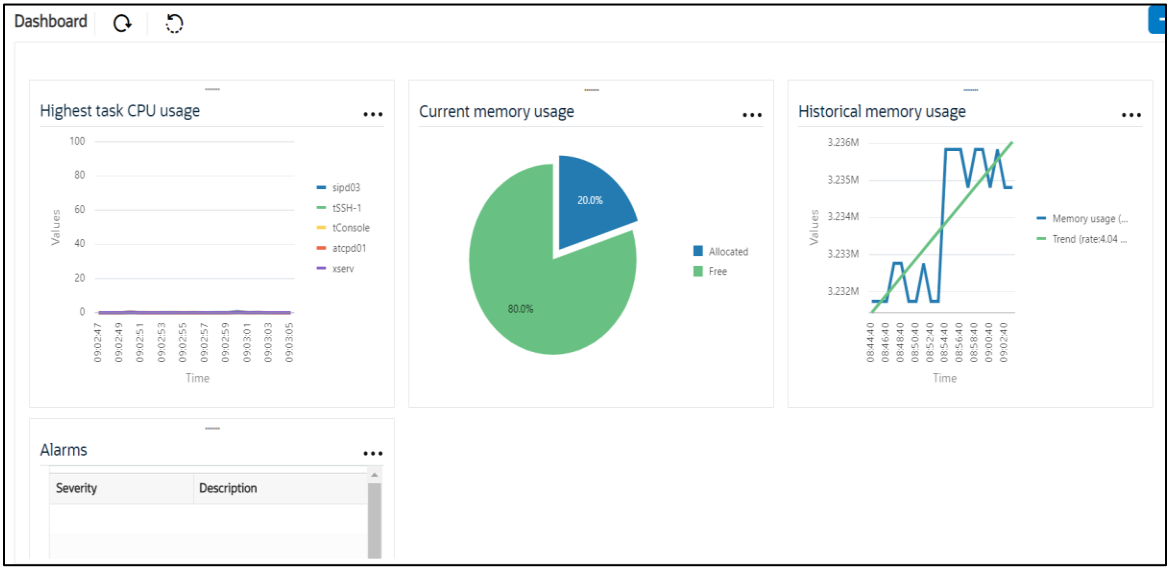 Dashboard
Highest task CPU usage
...
100
80
60
40
20
0
Values
09:02:47
09:02:49
09:02:51
09:02:53
09:02:55
09:02:57
09:02:59
09:03:01
09:03:03
09:03:05
Time
sipd03
tSSH-1
tConsole
atcpd01
xserv
Current memory usage
...
20.0%
80.0%
Allocated
Free
Historical memory usage
...
3.236M
3.235M
3.234M
3.233M
3.232M
Values
08:44:40
08:46:40
08:48:40
08:50:40
08:52:40
08:54:40
08:56:40
08:58:40
09:00:40
09:02:40
Time
Memory usage (...
Trend (rate:4.04 ...
Alarms
...
Severity Description